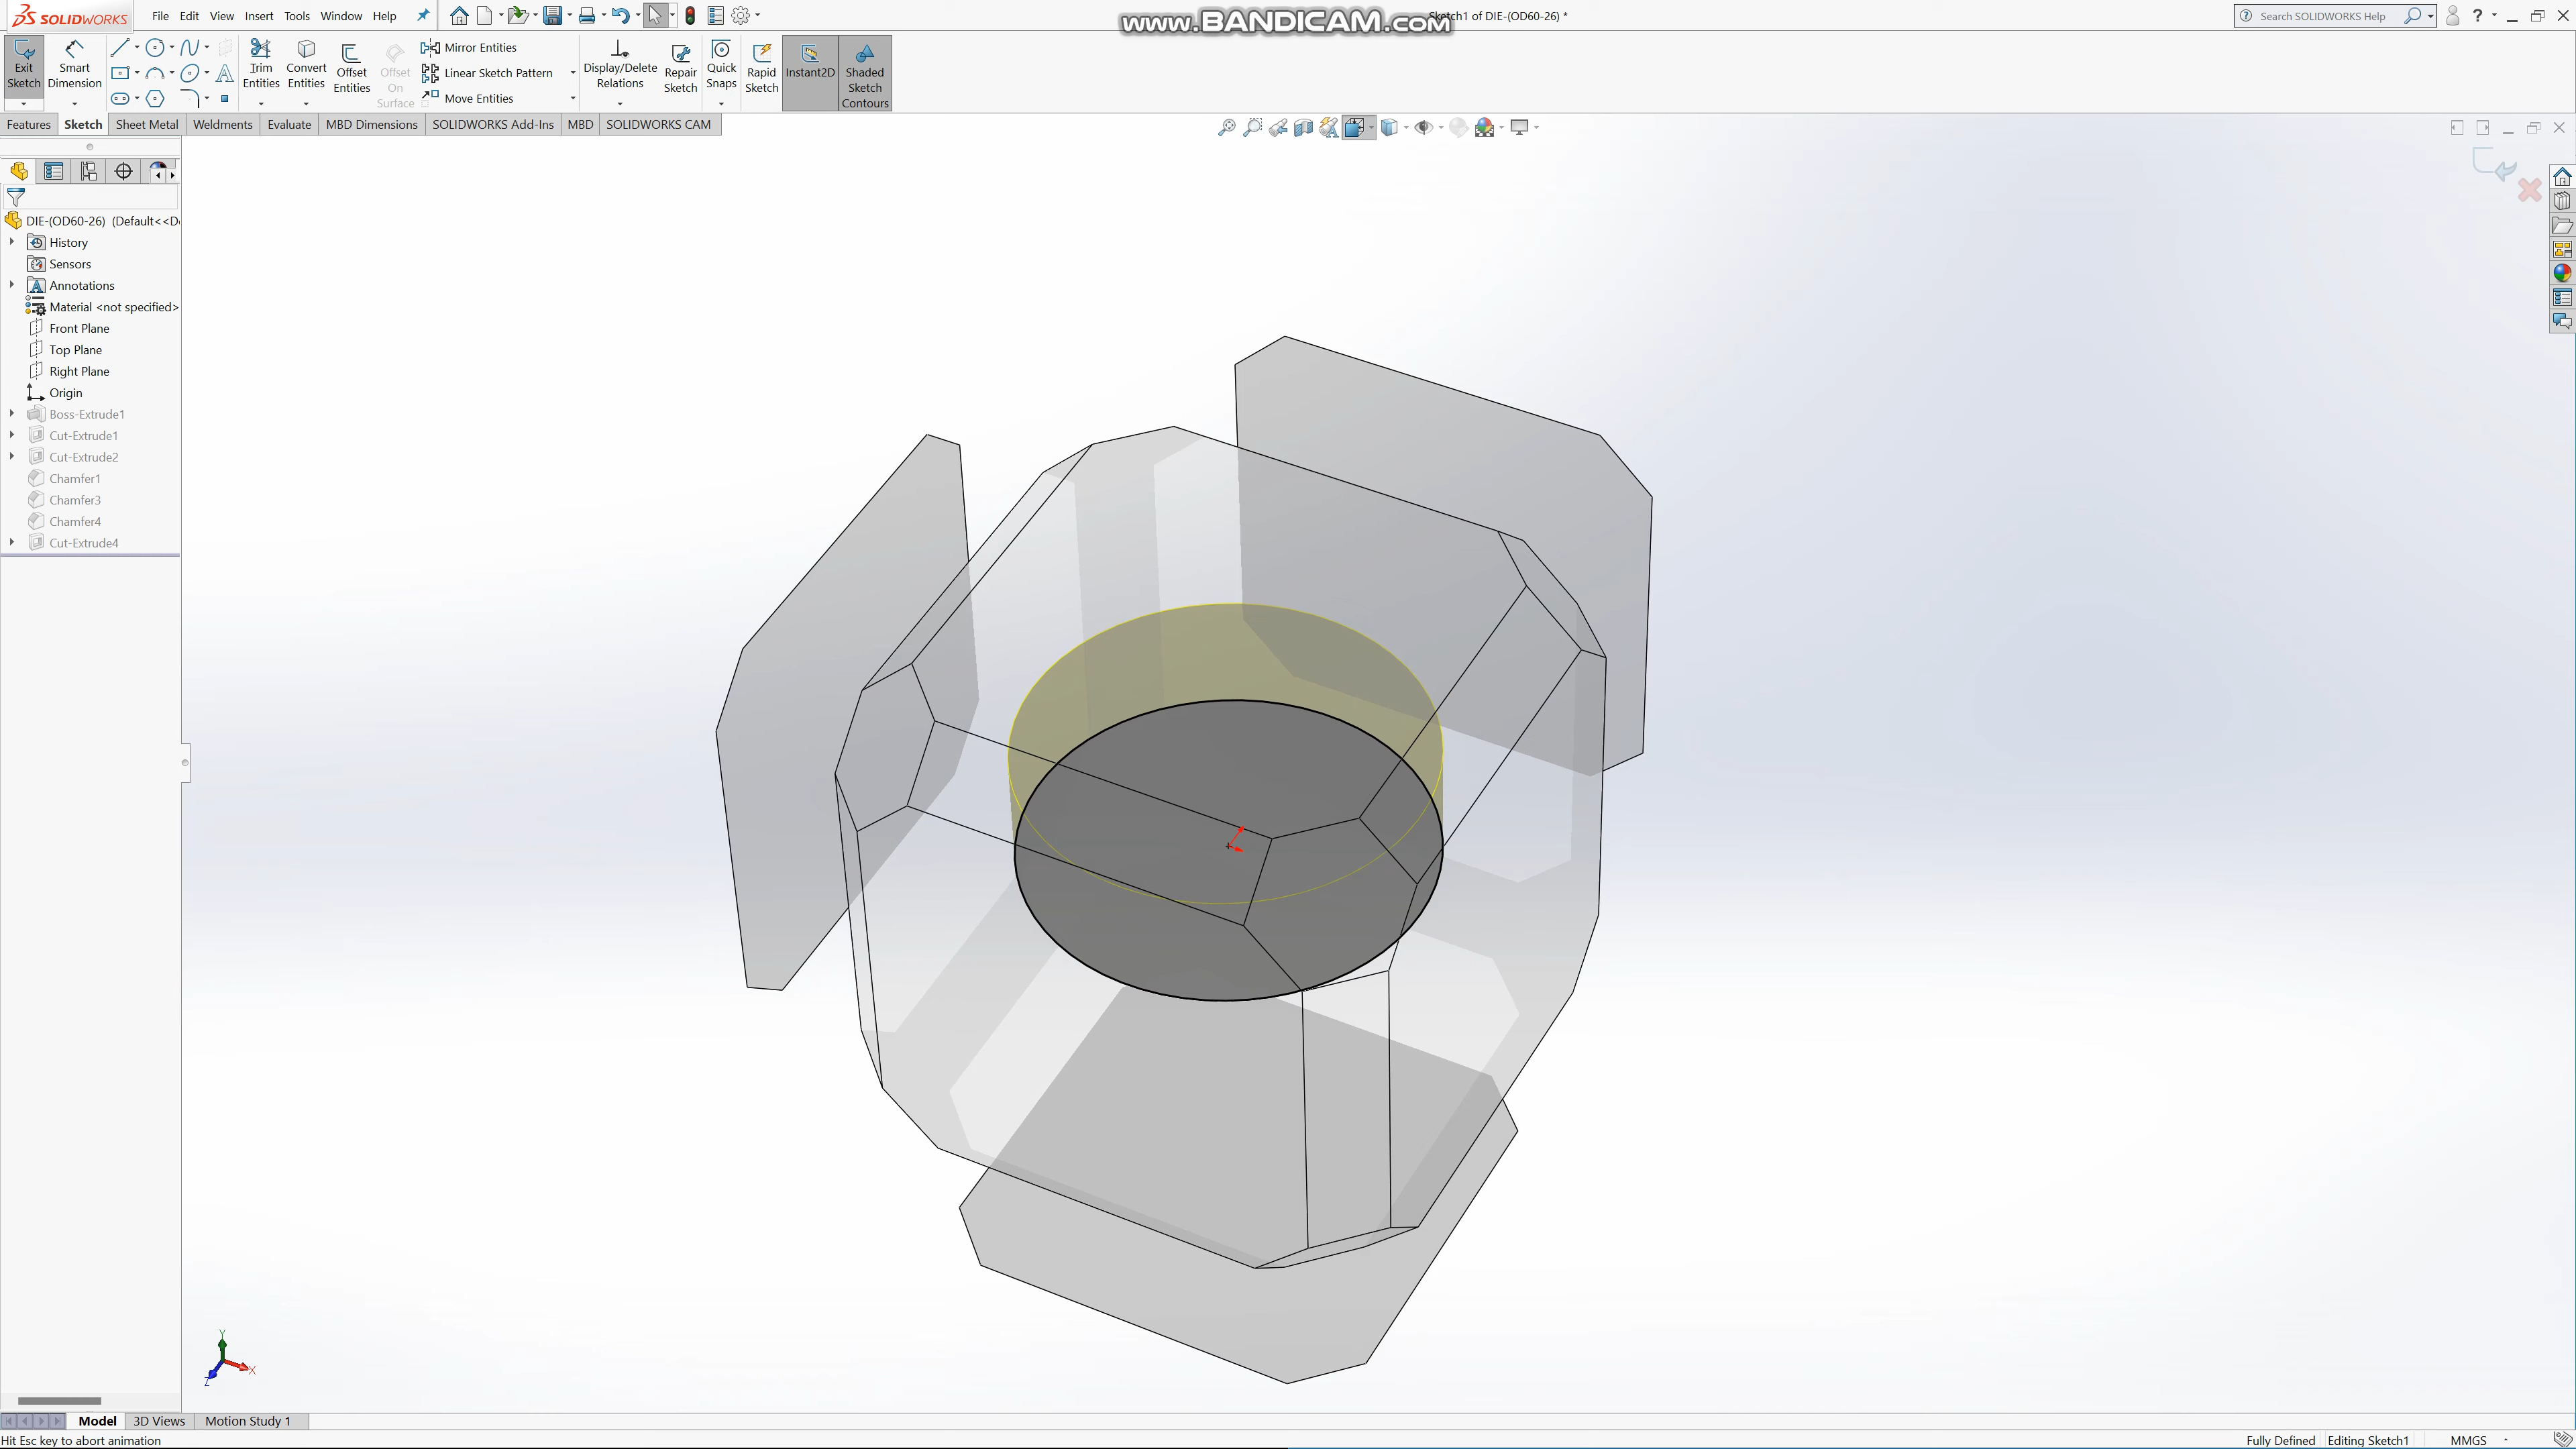 SOLIDWORKS
File Edit View Insert Tools Window Help
www.BANDICAM.com
Sketch1 of DIE-(OD60-26) *
Search SOLIDWORKS Help
Exit Sketch
Smart Dimension
Trim Entities
Convert Entities
Offset Entities
Offset On Surface
Mirror Entities
Linear Sketch Pattern
Move Entities
Display/Delete Relations
Repair Sketch
Quick Snaps
Rapid Sketch
Instant2D
Shaded Sketch Contours
Features Sketch Sheet Metal Weldments Evaluate MBD Dimensions SOLIDWORKS Add-Ins MBD SOLIDWORKS CAM
DIE-(OD60-26) (Default<<D
History
Sensors
Annotations
Material <not specified>
Front Plane
Top Plane
Right Plane
Origin
Boss-Extrude1
Cut-Extrude1
Cut-Extrude2
Chamfer1
Chamfer3
Chamfer4
Cut-Extrude4
Y
X
Z
Model 3D Views Motion Study 1
Hit Esc key to abort animation
Fully Defined Editing Sketch1 MMGS